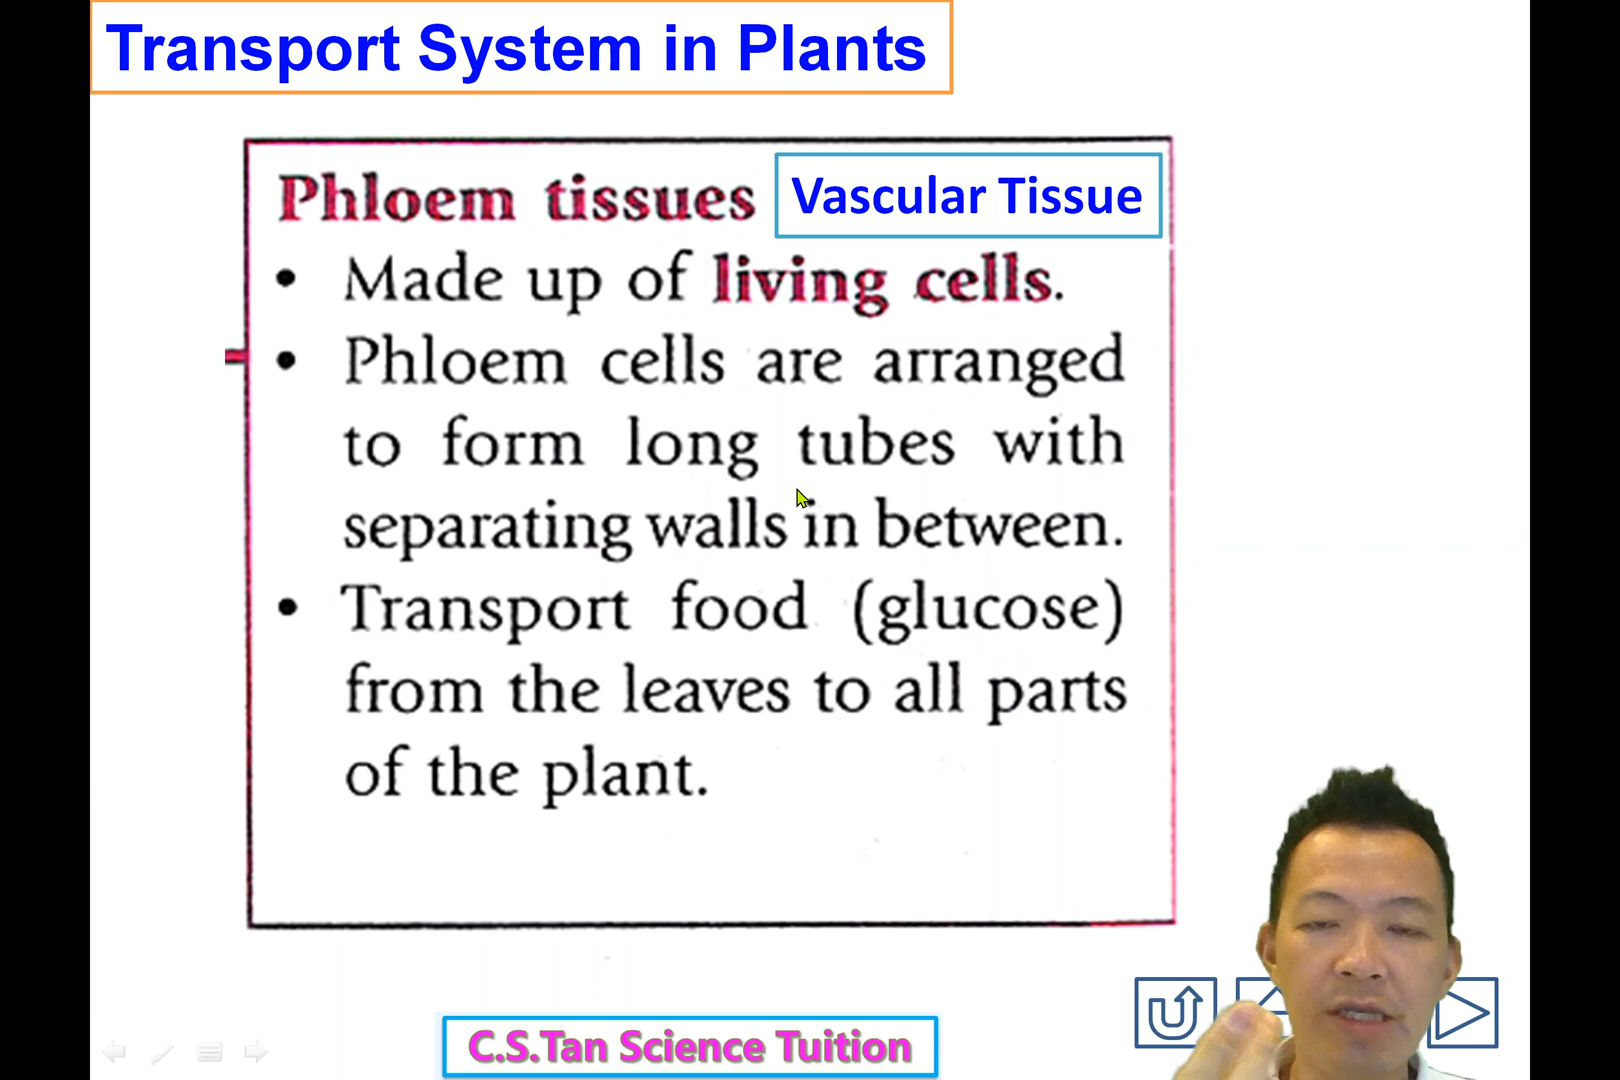 Transport System in Plants
Phloem tissues
Vascular Tissue
• Made up of living cells.
• Phloem cells are arranged
to form long tubes with
separating walls in between.
• Transport food (glucose)
from the leaves to all parts
of the plant.
C.S.Tan Science Tuition